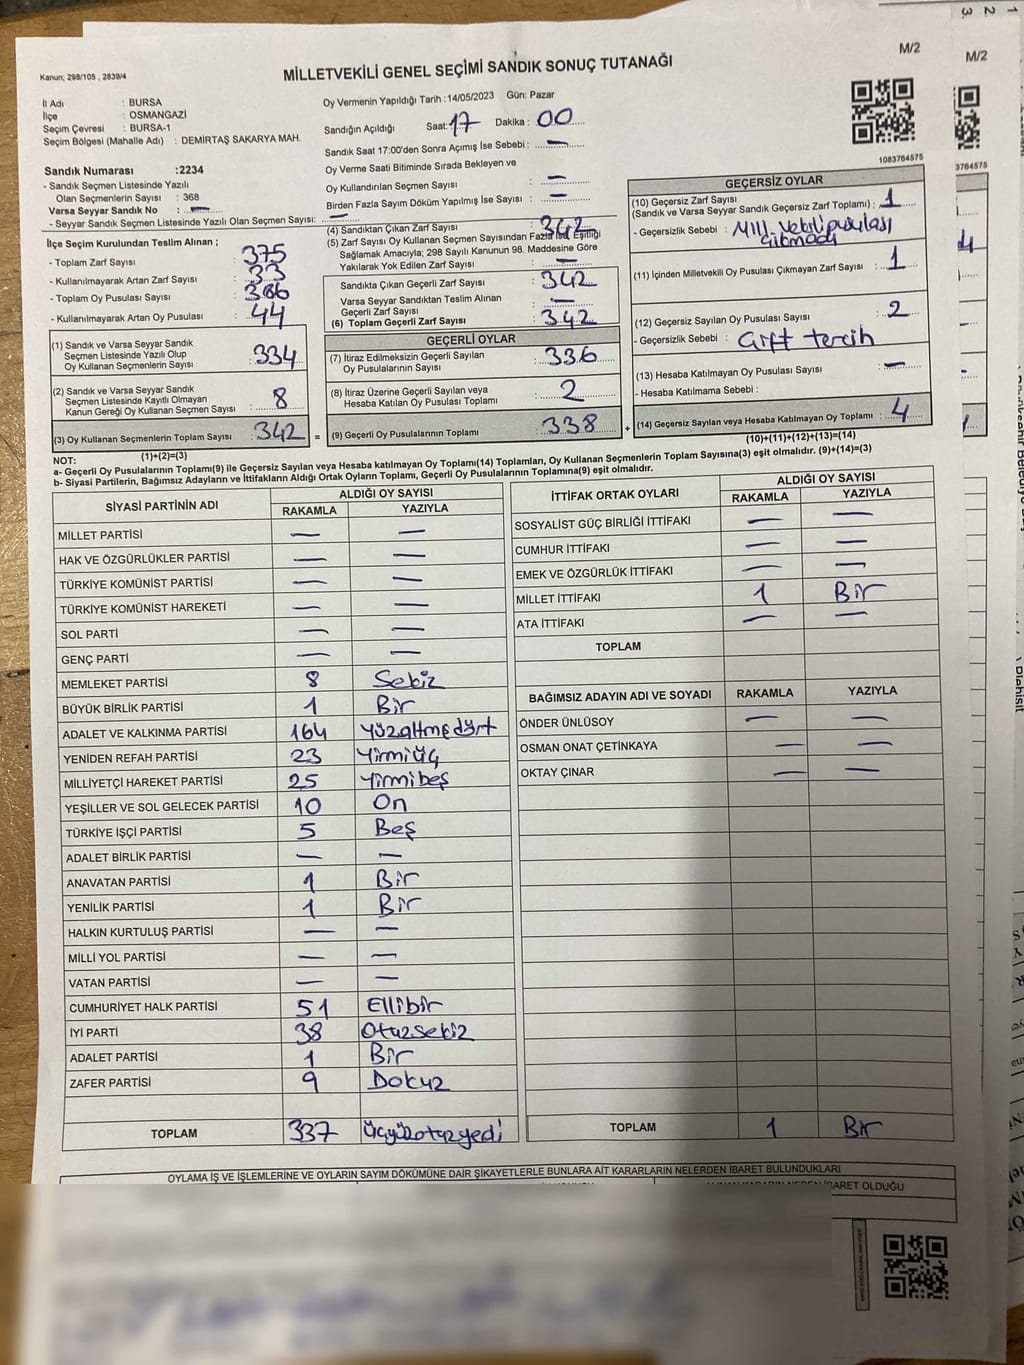 M/2
M/2
Kanun; 298/105 , 2839/4
MİLLETVEKİLİ GENEL SEÇİMİ SANDIK SONUÇ TUTANAĞI
İl Adı : BURSA
İlçe : OSMANGAZİ
Seçim Çevresi : BURSA-1
Seçim Bölgesi (Mahalle Adı) : DEMİRTAŞ SAKARYA MAH.
Oy Vermenin Yapıldığı Tarih :14/05/2023 Gün: Pazar
Sandığın Açıldığı Saat: 17 Dakika : 00
Sandık Saat 17:00'den Sonra Açımış İse Sebebi : —
Oy Verme Saati Bitiminde Sırada Bekleyen ve
Oy Kullandırılan Seçmen Sayısı : —
Birden Fazla Sayım Döküm Yapılmış İse Sayısı : —
1083764575
3764575
Sandık Numarası :2234
- Sandık Seçmen Listesinde Yazılı
Olan Seçmenlerin Sayısı : 368
Varsa Seyyar Sandık No : —
- Seyyar Sandık Seçmen Listesinde Yazılı Olan Seçmen Sayısı: —
İlçe Seçim Kurulundan Teslim Alınan ;
- Toplam Zarf Sayısı : 375
- Kullanılmayarak Artan Zarf Sayısı : 33
- Toplam Oy Pusulası Sayısı : 386
- Kullanılmayarak Artan Oy Pusulası : 44
(1) Sandık ve Varsa Seyyar Sandık
Seçmen Listesinde Yazılı Olup
Oy Kullanan Seçmenlerin Sayısı : 334
(2) Sandık ve Varsa Seyyar Sandık
Seçmen Listesinde Kayıtlı Olmayan
Kanun Gereği Oy Kullanan Seçmen Sayısı : 8
(3) Oy Kullanan Seçmenlerin Toplam Sayısı : 342
(1)+(2)=(3)
(4) Sandıktan Çıkan Zarf Sayısı : 342
(5) Zarf Sayısı Oy Kullanan Seçmen Sayısından Fazla İse, Eşitliği
Sağlamak Amacıyla; 298 Sayılı Kanunun 98. Maddesine Göre
Yakılarak Yok Edilen Zarf Sayısı : —
Sandıkta Çıkan Geçerli Zarf Sayısı : 342
Varsa Seyyar Sandıktan Teslim Alınan
Geçerli Zarf Sayısı : —
(6) Toplam Geçerli Zarf Sayısı : 342
GEÇERLİ OYLAR
(7) İtiraz Edilmeksizin Geçerli Sayılan
Oy Pusulalarının Sayısı : 336
(8) İtiraz Üzerine Geçerli Sayılan veya
Hesaba Katılan Oy Pusulası Toplamı : 2
= (9) Geçerli Oy Pusulalarının Toplamı : 338 +
GEÇERSİZ OYLAR
(10) Geçersiz Zarf Sayısı
(Sandık ve Varsa Seyyar Sandık Geçersiz Zarf Toplamı) : 1
- Geçersizlik Sebebi : Mill. Vekili pusulası
çıkmadı
(11) İçinden Milletvekili Oy Pusulası Çıkmayan Zarf Sayısı : 1
(12) Geçersiz Sayılan Oy Pusulası Sayısı : 2
- Geçersizlik Sebebi : Çift tercih
(13) Hesaba Katılmayan Oy Pusulası Sayısı : —
- Hesaba Katılmama Sebebi :
(14) Geçersiz Sayılan veya Hesaba Katılmayan Oy Toplamı : 4
(10)+(11)+(12)+(13)=(14)
NOT:
a- Geçerli Oy Pusulalarının Toplamı(9) ile Geçersiz Sayılan veya Hesaba katılmayan Oy Toplamı(14) Toplamları, Oy Kullanan Seçmenlerin Toplam Sayısına(3) eşit olmalıdır. (9)+(14)=(3)
b- Siyasi Partilerin, Bağımsız Adayların ve İttifakların Aldığı Ortak Oyların Toplamı, Geçerli Oy Pusulalarının Toplamına(9) eşit olmalıdır.
SİYASİ PARTİNİN ADI ALDIĞI OY SAYISI
RAKAMLA YAZIYLA
MİLLET PARTİSİ — —
HAK VE ÖZGÜRLÜKLER PARTİSİ — —
TÜRKİYE KOMÜNİST PARTİSİ — —
TÜRKİYE KOMÜNİST HAREKETİ — —
SOL PARTİ — —
GENÇ PARTİ — —
MEMLEKET PARTİSİ 8 Sekiz
BÜYÜK BİRLİK PARTİSİ 1 Bir
ADALET VE KALKINMA PARTİSİ 164 Yüzaltmışdört
YENİDEN REFAH PARTİSİ 23 Yirmiüç
MİLLİYETÇİ HAREKET PARTİSİ 25 Yirmibeş
YEŞİLLER VE SOL GELECEK PARTİSİ 10 On
TÜRKİYE İŞÇİ PARTİSİ 5 Beş
ADALET BİRLİK PARTİSİ — —
ANAVATAN PARTİSİ 1 Bir
YENİLİK PARTİSİ 1 Bir
HALKIN KURTULUŞ PARTİSİ — —
MİLLİ YOL PARTİSİ — —
VATAN PARTİSİ — —
CUMHURİYET HALK PARTİSİ 51 Ellibir
İYİ PARTİ 38 Otuzsekiz
ADALET PARTİSİ 1 Bir
ZAFER PARTİSİ 9 Dokuz
TOPLAM 337 Üçyüzotuzyedi
İTTİFAK ORTAK OYLARI ALDIĞI OY SAYISI
RAKAMLA YAZIYLA
SOSYALİST GÜÇ BİRLİĞİ İTTİFAKI — —
CUMHUR İTTİFAKI — —
EMEK VE ÖZGÜRLÜK İTTİFAKI — —
MİLLET İTTİFAKI 1 Bir
ATA İTTİFAKI — —
TOPLAM
BAĞIMSIZ ADAYIN ADI VE SOYADI RAKAMLA YAZIYLA
ÖNDER ÜNLÜSOY — —
OSMAN ONAT ÇETİNKAYA — —
OKTAY ÇINAR — —
TOPLAM 1 Bir
OYLAMA İŞ VE İŞLEMLERİNE VE OYLARIN SAYIM DÖKÜMÜNE DAİR ŞİKAYETLERLE BUNLARA AİT KARARLARIN NELERDEN İBARET BULUNDUKLARI
İBARET OLDUĞU